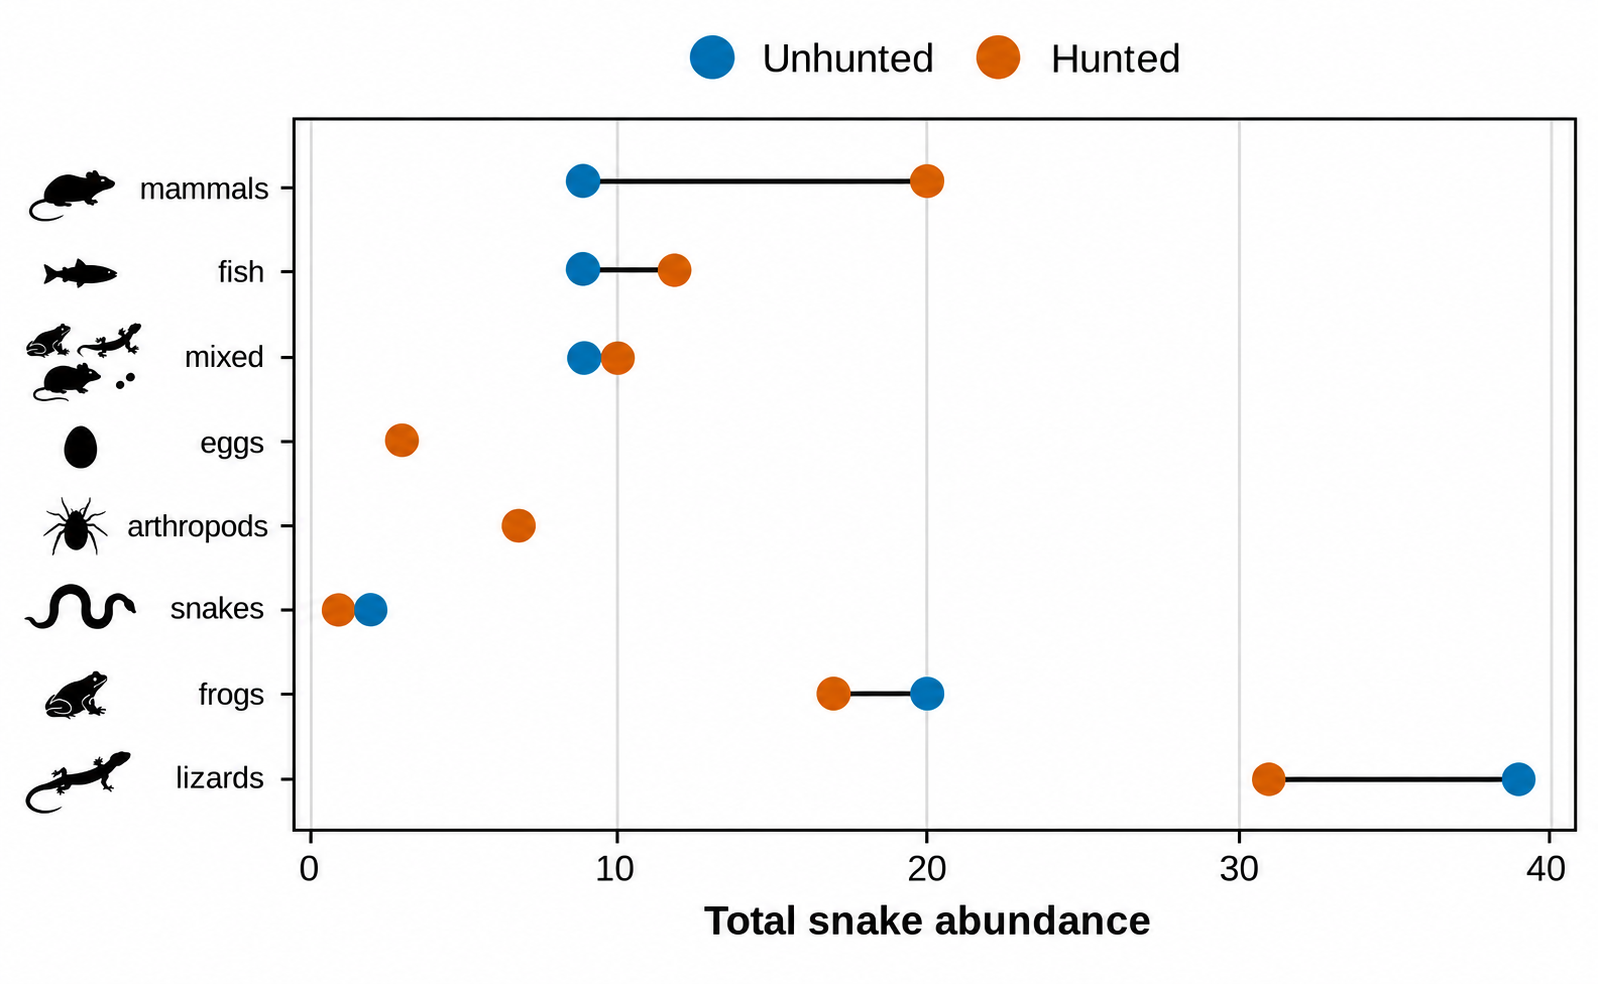 Unhunted Hunted
mammals
fish
mixed
eggs
arthropods
snakes
frogs
lizards
0 10 20 30 40
Total snake abundance